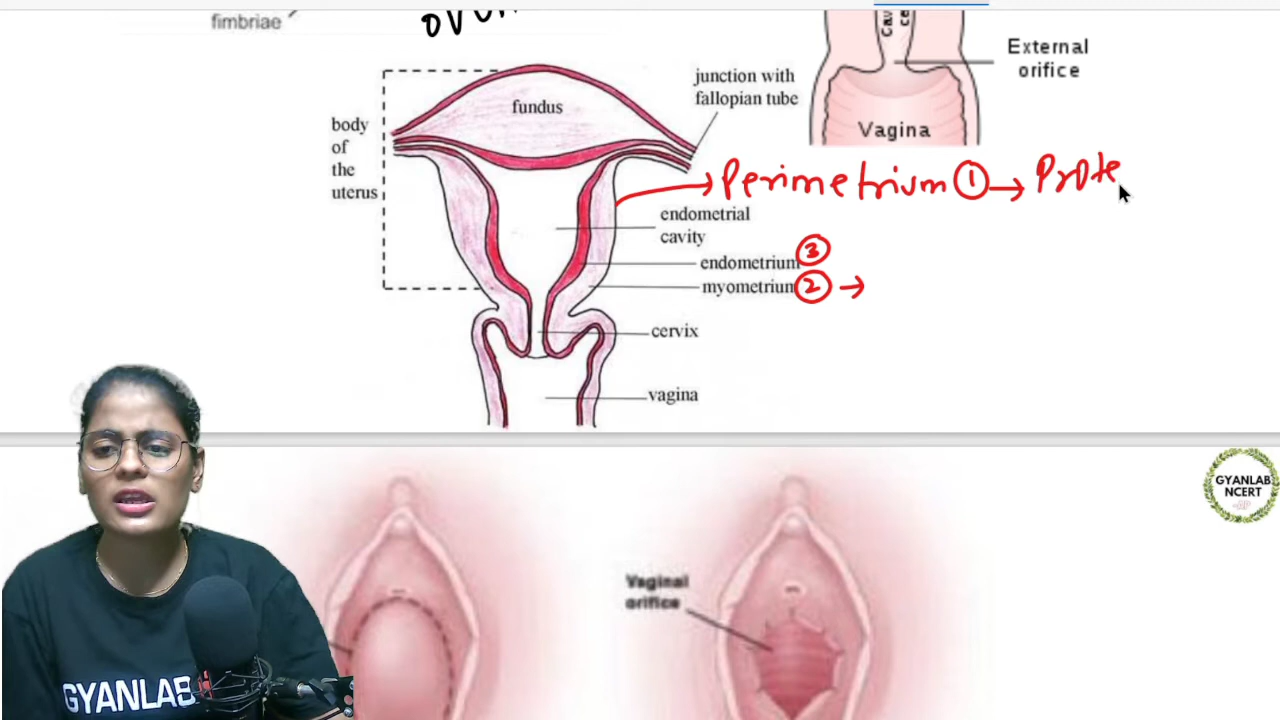 fimbriae
External
orifice
junction with
fallopian tube
fundus
body
of
the
uterus
Vagina
Perimetrium ① → Prote
endometrial
cavity
endometrium ③
myometrium ② →
cervix
vagina
GYANLAB
NCERT
Vaginal
orifice
GYANLAB